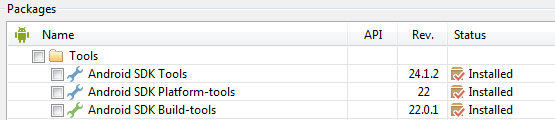 Packages
Name API Rev. Status
Tools
Android SDK Tools 24.1.2 Installed
Android SDK Platform-tools 22 Installed
Android SDK Build-tools 22.0.1 Installed